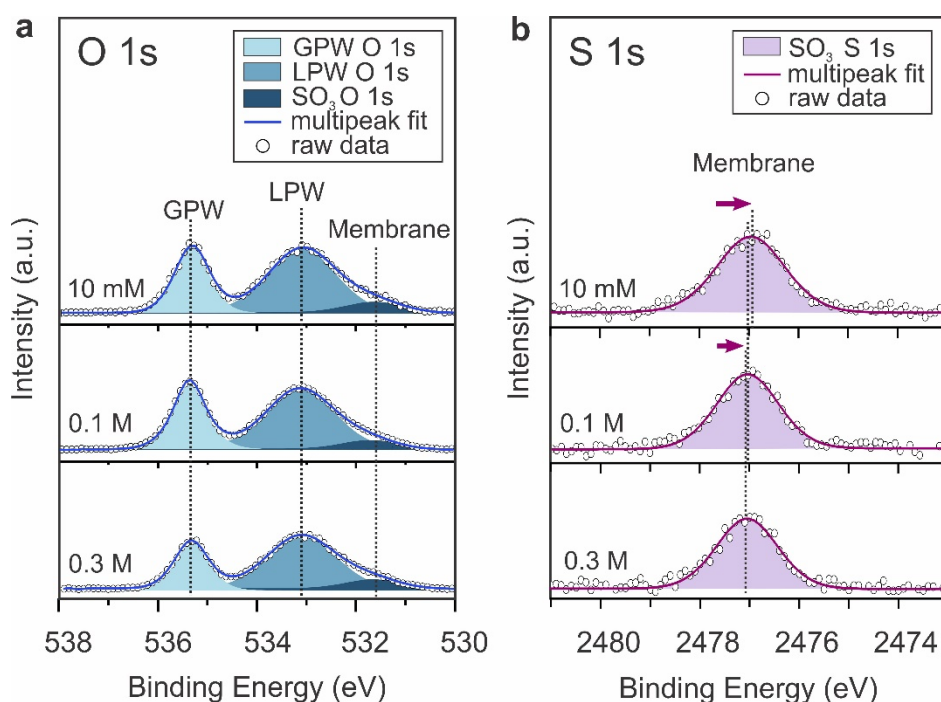 a
O 1s
GPW O 1s
LPW O 1s
SO₃ O 1s
multipeak fit
raw data
GPW
LPW
Membrane
10 mM
0.1 M
0.3 M
Intensity (a.u.)
538 536 534 532 530
Binding Energy (eV)
b
S 1s
SO₃ S 1s
multipeak fit
raw data
Membrane
10 mM
0.1 M
0.3 M
Intensity (a.u.)
2480 2477 2476 2474
Binding Energy (eV)